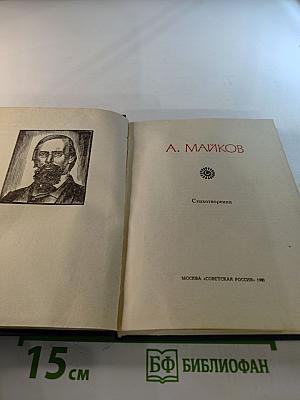 А. МАЙКОВ
Стихотворения
МОСКВА «СОВЕТСКАЯ РОССИЯ» 1980
15 см
БФ БИБЛИОФАН